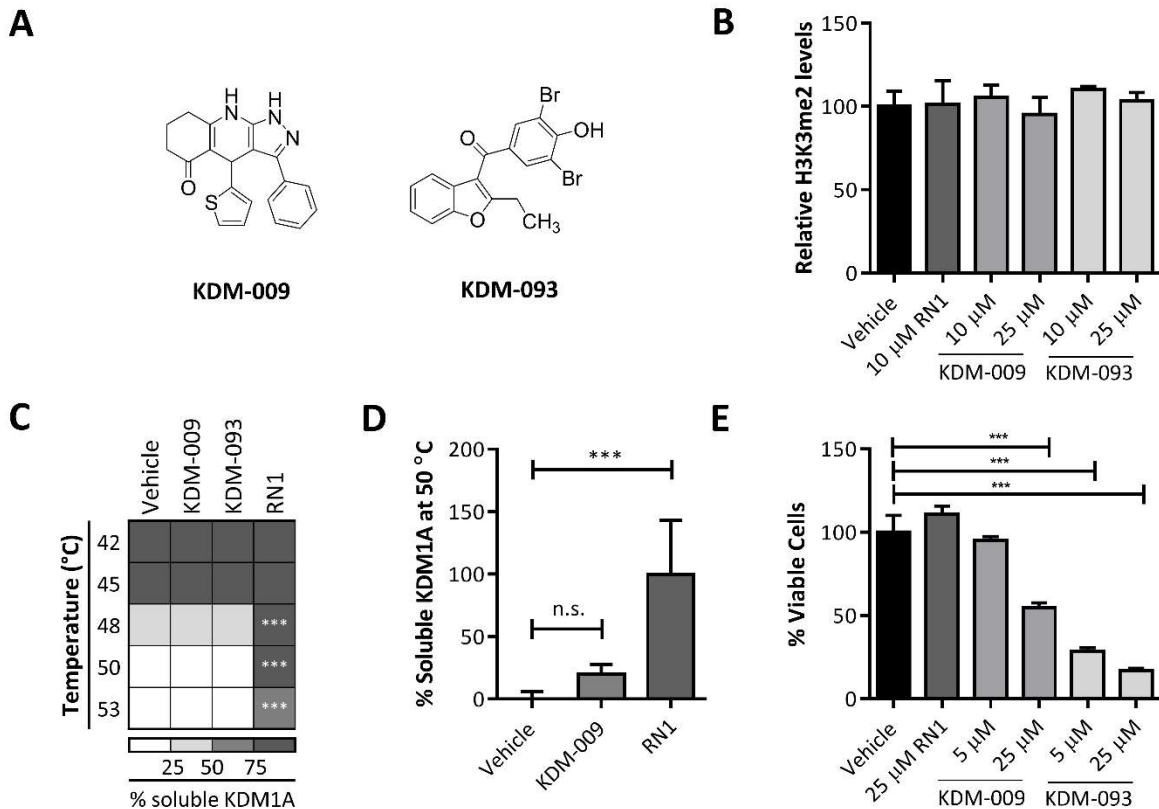 A
H
N
H
N
N
O
S
KDM-009
Br
O
OH
Br
O
CH3
KDM-093
B
Relative H3K3me2 levels
150
100
50
0
Vehicle
10 µM RN1
10 µM
25 µM
10 µM
25 µM
KDM-009
KDM-093
C
Vehicle
KDM-009
KDM-093
RN1
Temperature (°C)
42
45
48
***
50
***
53
***
25 50 75
% soluble KDM1A
D
% Soluble KDM1A at 50 °C
200
150
100
50
0
***
n.s.
Vehicle
KDM-009
RN1
E
% Viable Cells
150
100
50
0
***
***
***
Vehicle
25 µM RN1
5 µM
25 µM
5 µM
25 µM
KDM-009
KDM-093